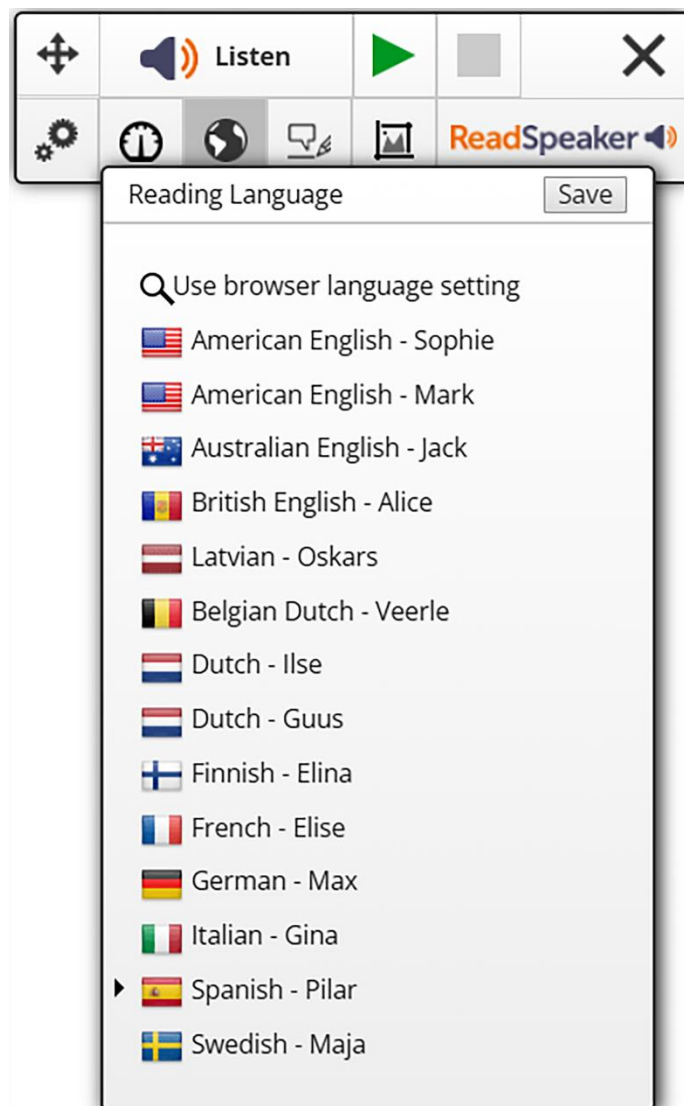 Listen
ReadSpeaker
Reading Language Save
Use browser language setting
American English - Sophie
American English - Mark
Australian English - Jack
British English - Alice
Latvian - Oskars
Belgian Dutch - Veerle
Dutch - Ilse
Dutch - Guus
Finnish - Elina
French - Elise
German - Max
Italian - Gina
Spanish - Pilar
Swedish - Maja